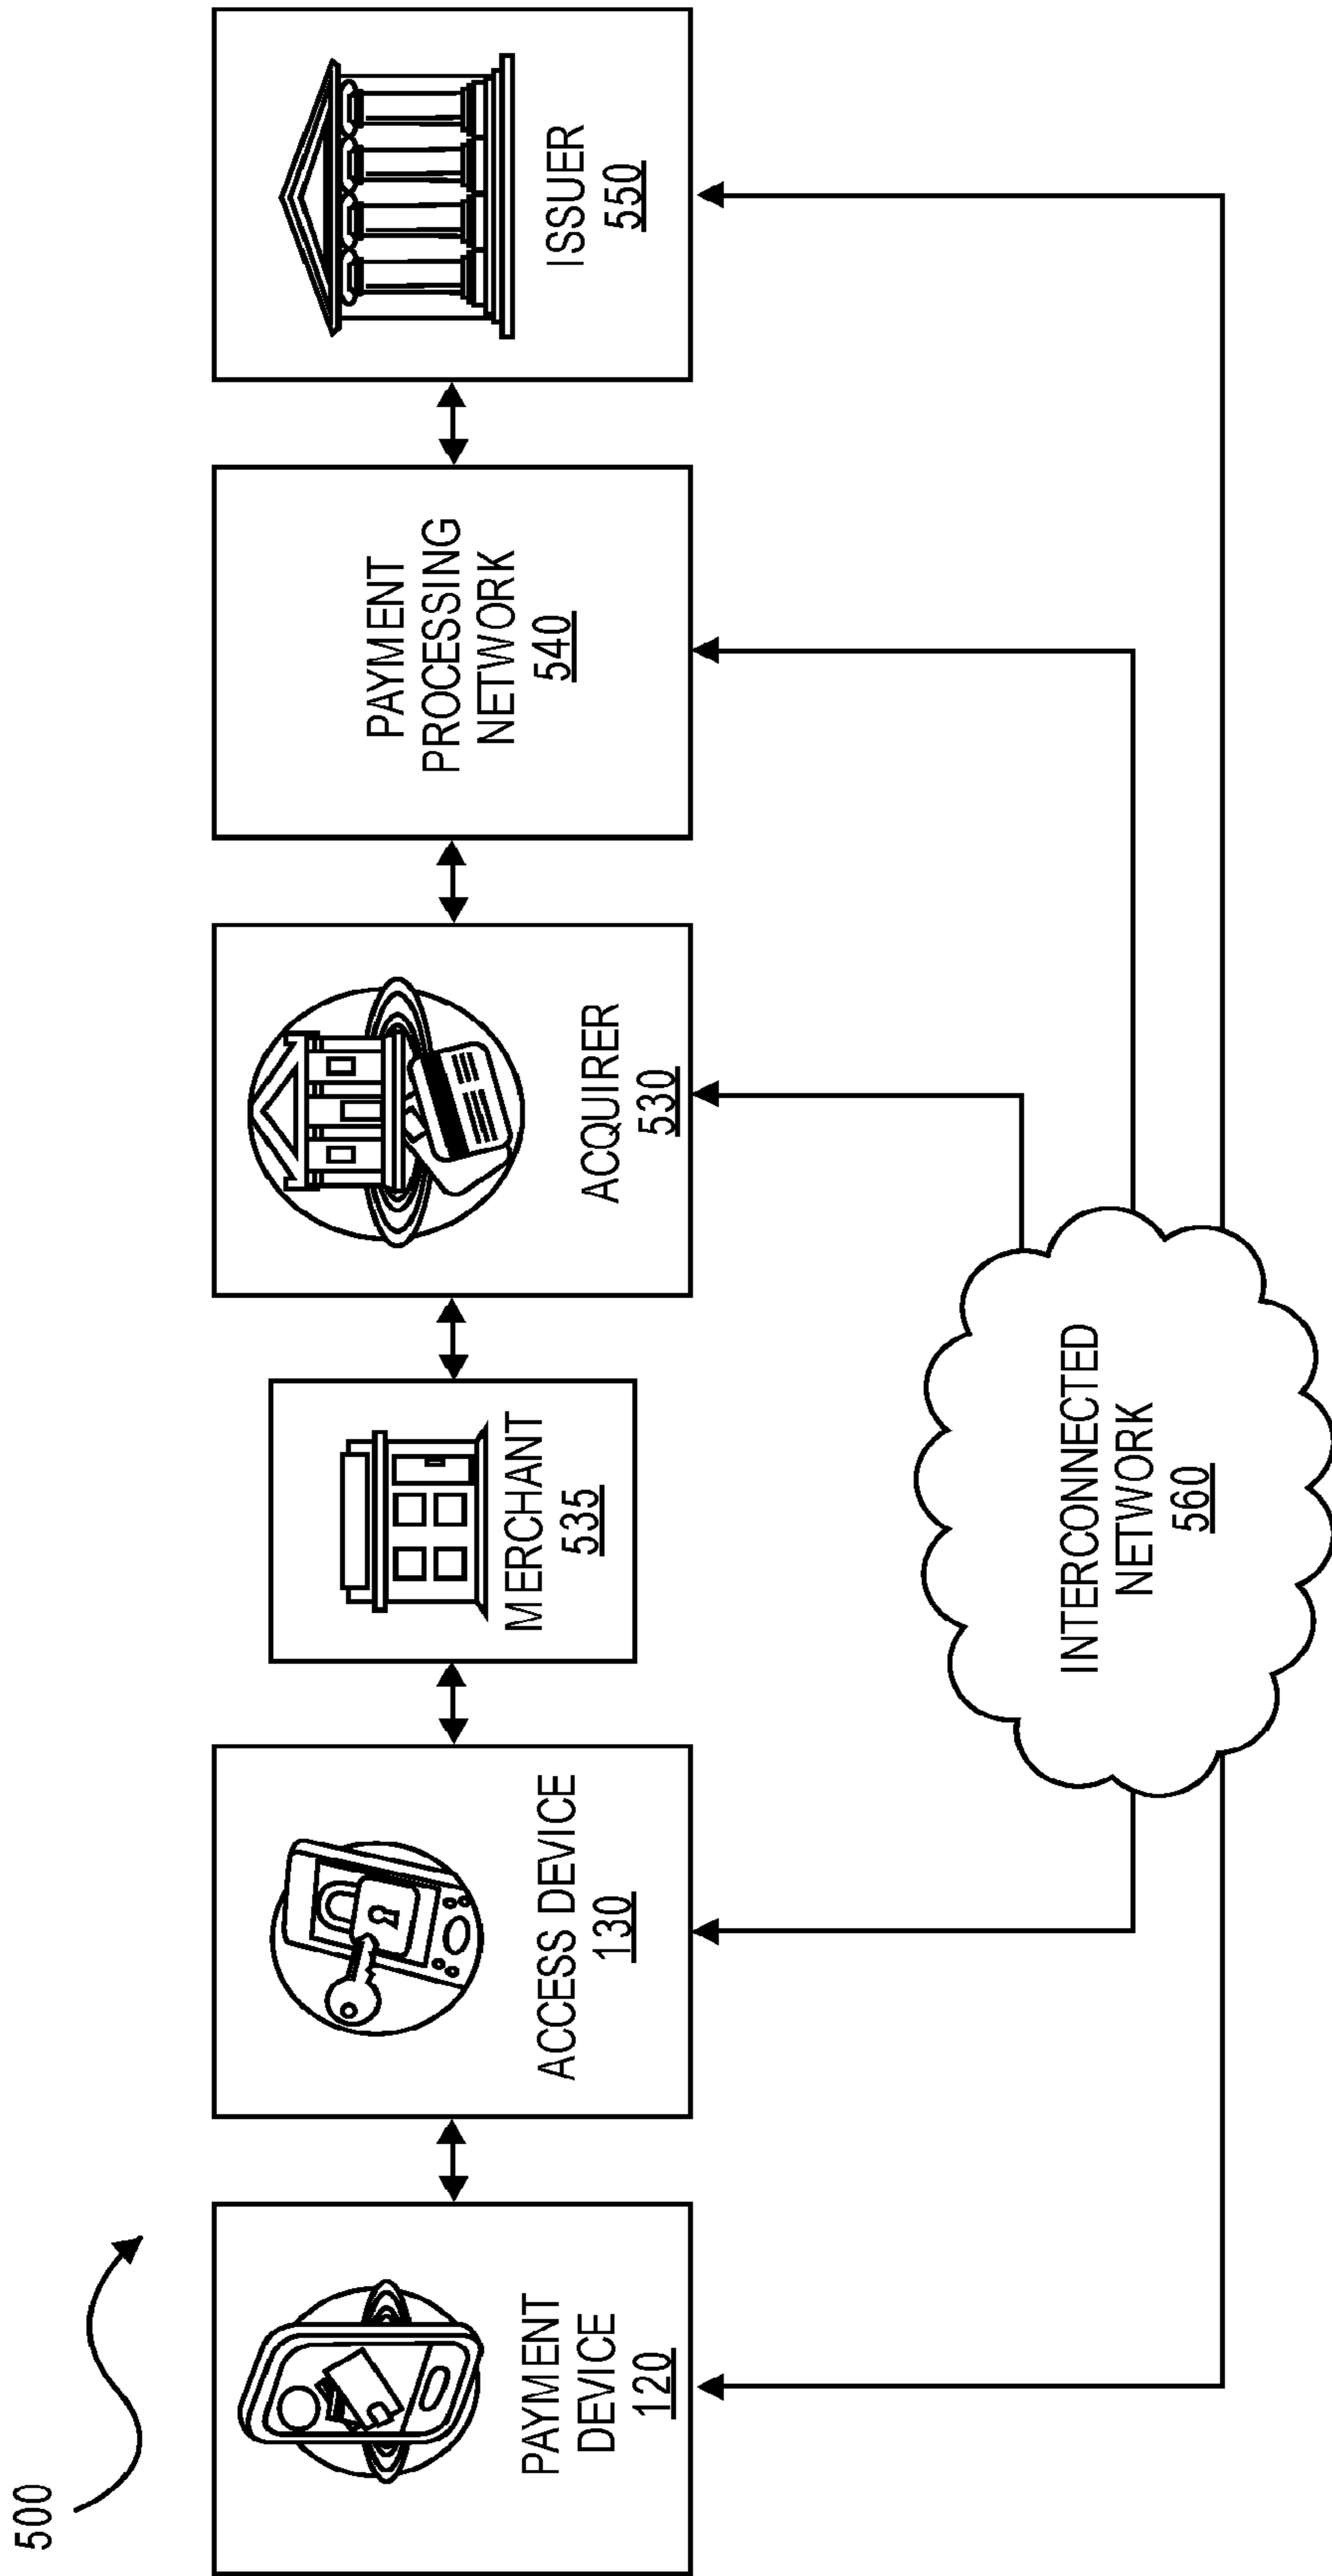 500
PAYMENT
DEVICE
120
ACCESS DEVICE
130
MERCHANT
535
ACQUIRER
530
PAYMENT
PROCESSING
NETWORK
540
ISSUER
550
INTERCONNECTED
NETWORK
560